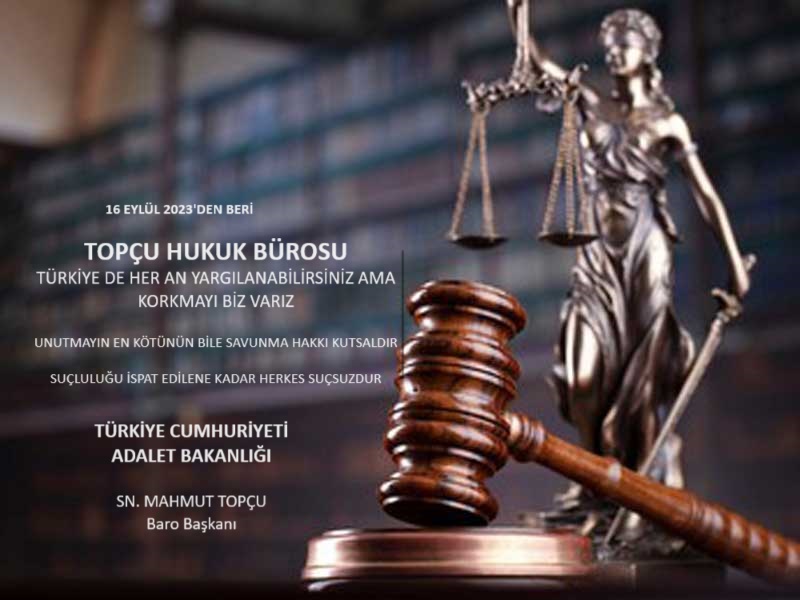 16 EYLÜL 2023'DEN BERİ
TOPÇU HUKUK BÜROSU
TÜRKİYE DE HER AN YARGILANABİLİRSİNİZ AMA
KORKMAYI BİZ VARIZ
UNUTMAYIN EN KÖTÜNÜN BİLE SAVUNMA HAKKI KUTSALDIR
SUÇLULUĞU İSPAT EDİLENE KADAR HERKES SUÇSUZDUR
TÜRKİYE CUMHURİYETİ
ADALET BAKANLIĞI
SN. MAHMUT TOPÇU
Baro Başkanı